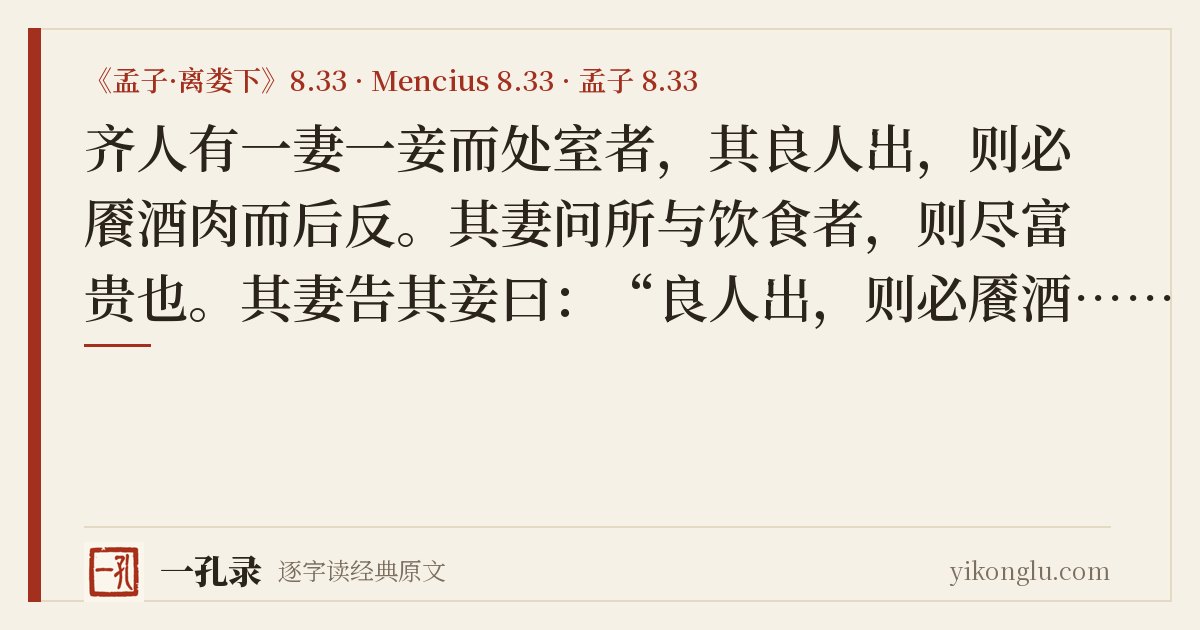 《孟子·离娄下》8.33 · Mencius 8.33 · 孟子 8.33
齐人有一妻一妾而处室者，其良人出，则必
餍酒肉而后反。其妻问所与饮食者，则尽富
贵也。其妻告其妾曰：“良人出，则必餍酒……
一孔
一孔录 逐字读经典原文 yikonglu.com